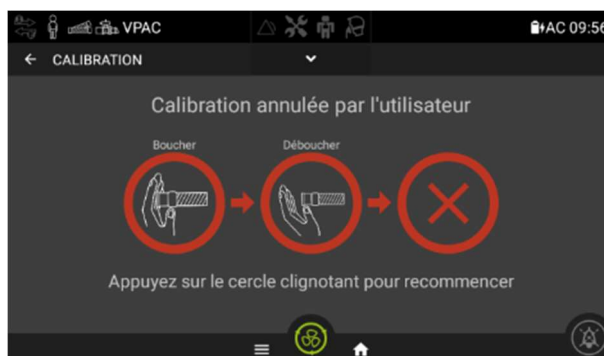 VPAC
AC 09:56
CALIBRATION
Calibration annulée par l'utilisateur
Boucher
Déboucher
Appuyez sur le cercle clignotant pour recommencer